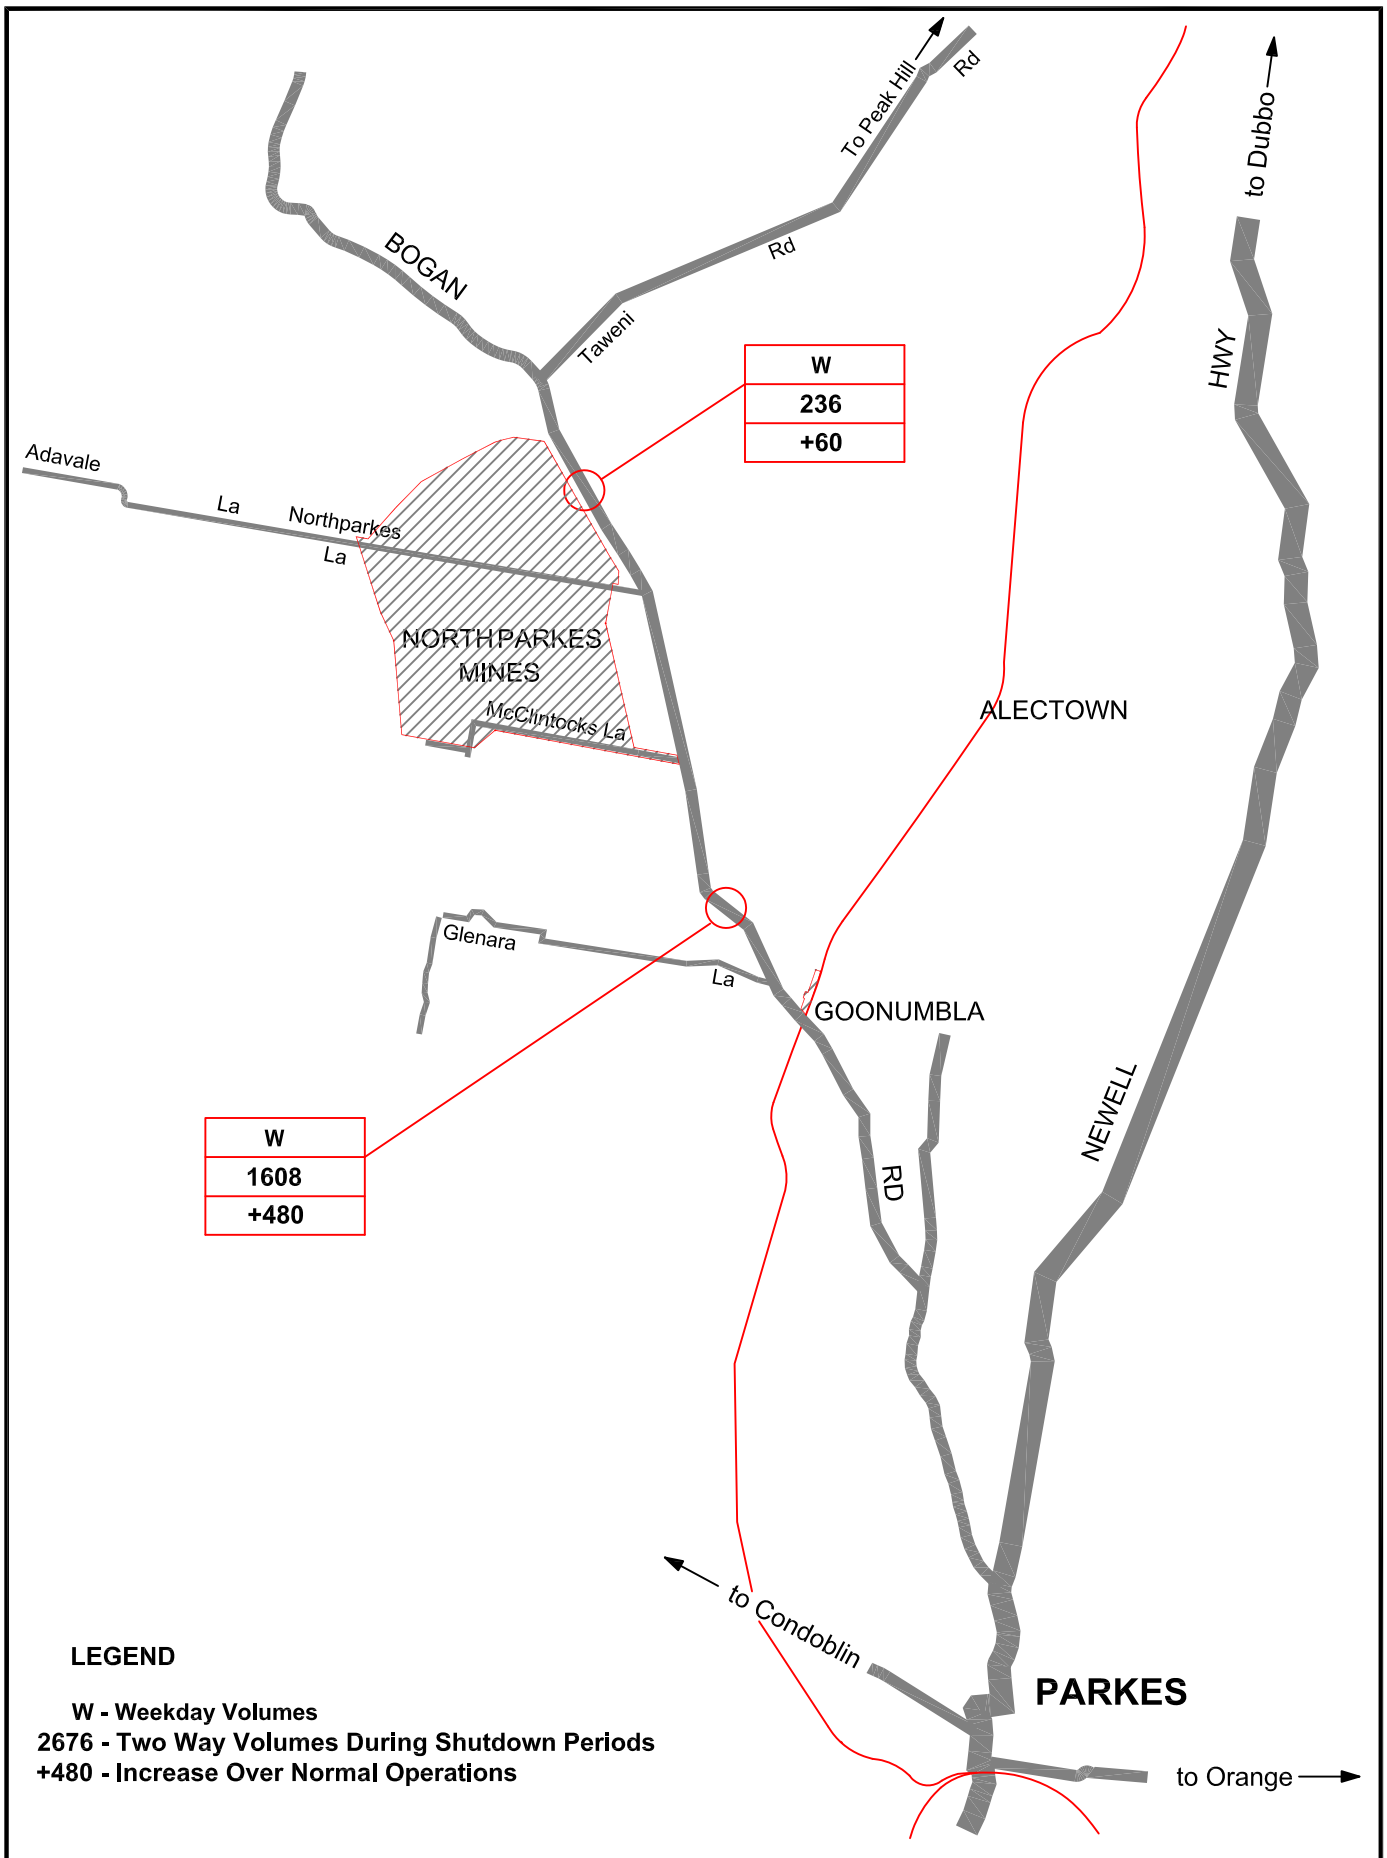 To Peak Hill
Rd
to Dubbo
BOGAN
Rd
Taweni
HWY
W
236
+60
Adavale
La
Northparkes
La
NORTH PARKES
MINES
McClintocks La
ALECTOWN
Glenara
La
GOONUMBLA
NEWELL
RD
W
1608
+480
to Condoblin
LEGEND
PARKES
W - Weekday Volumes
2676 - Two Way Volumes During Shutdown Periods
+480 - Increase Over Normal Operations
to Orange